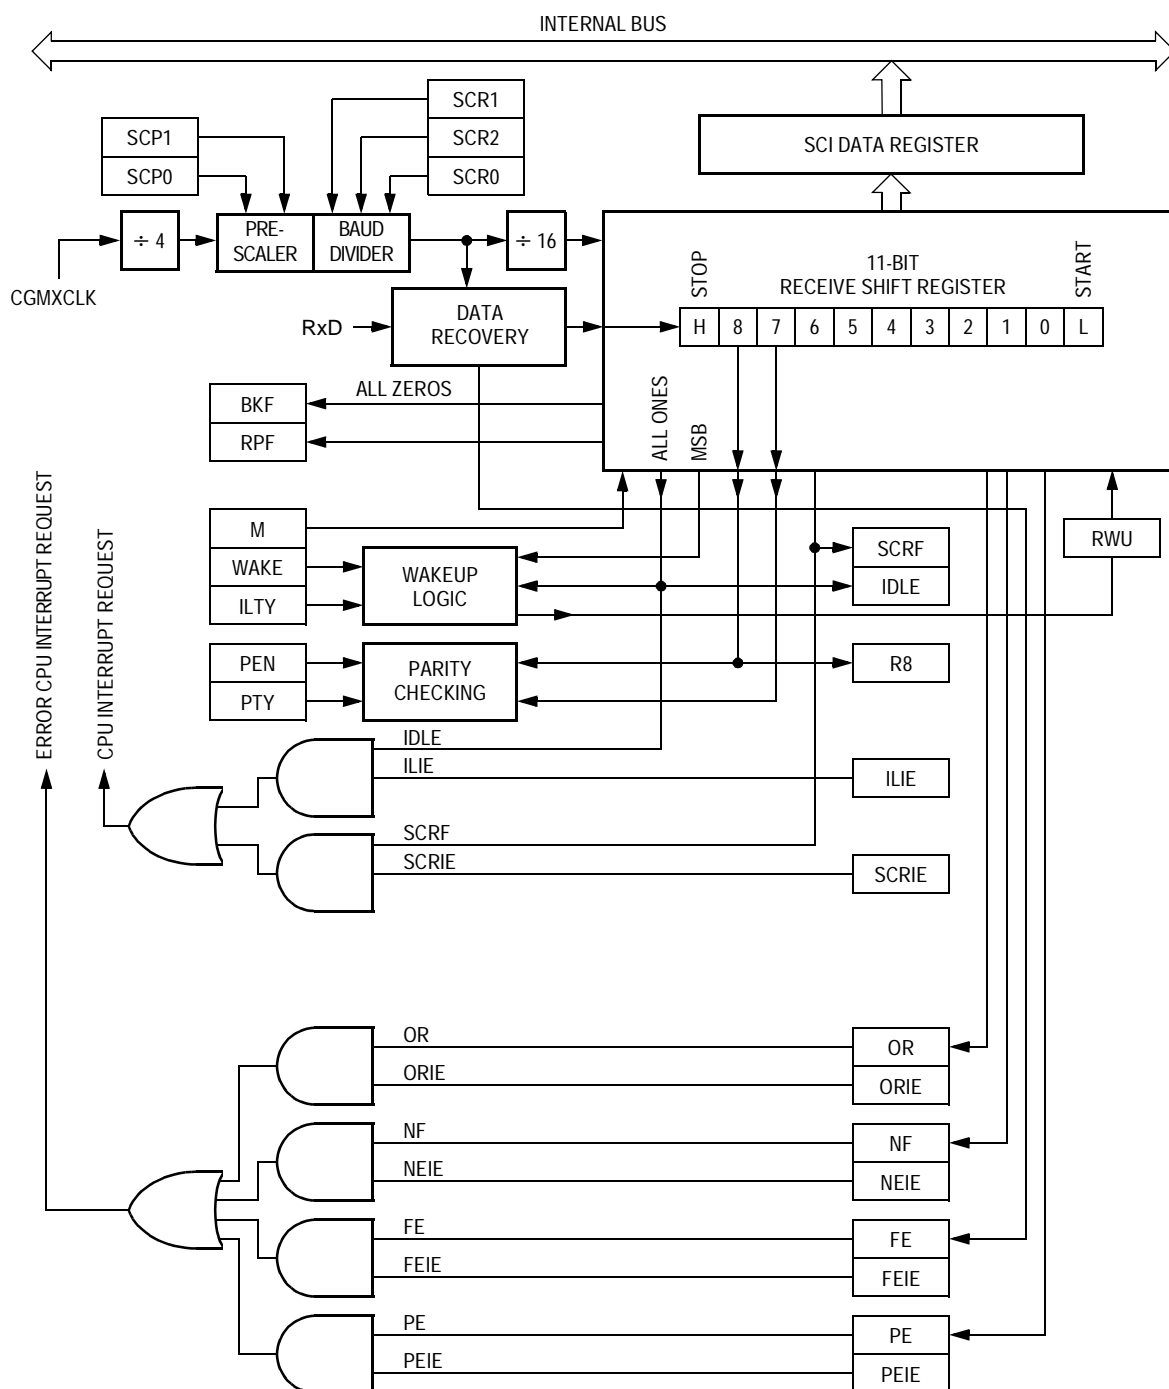 INTERNAL BUS
SCR1
SCR2
SCR0
SCP1
SCP0
SCI DATA REGISTER
÷ 4
PRE-
SCALER
BAUD
DIVIDER
÷ 16
CGMXCLK
STOP
11-BIT
RECEIVE SHIFT REGISTER
START
RxD
DATA
RECOVERY
H 8 7 6 5 4 3 2 1 0 L
ALL ZEROS
BKF
RPF
ALL ONES
MSB
ERROR CPU INTERRUPT REQUEST
CPU INTERRUPT REQUEST
M
WAKE
ILTY
WAKEUP
LOGIC
SCRF
IDLE
RWU
PEN
PTY
PARITY
CHECKING
R8
IDLE
ILIE
ILIE
SCRF
SCRIE
SCRIE
OR
ORIE
OR
ORIE
NF
NEIE
NF
NEIE
FE
FEIE
FE
FEIE
PE
PEIE
PE
PEIE